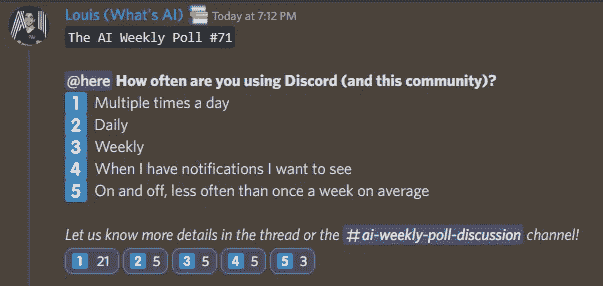 Louis (What's AI) Today at 7:12 PM
The AI Weekly Poll #71
@here How often are you using Discord (and this community)?
1 Multiple times a day
2 Daily
3 Weekly
4 When I have notifications I want to see
5 On and off, less often than once a week on average
Let us know more details in the thread or the #ai-weekly-poll-discussion channel!
1 21 2 5 3 5 4 5 5 3